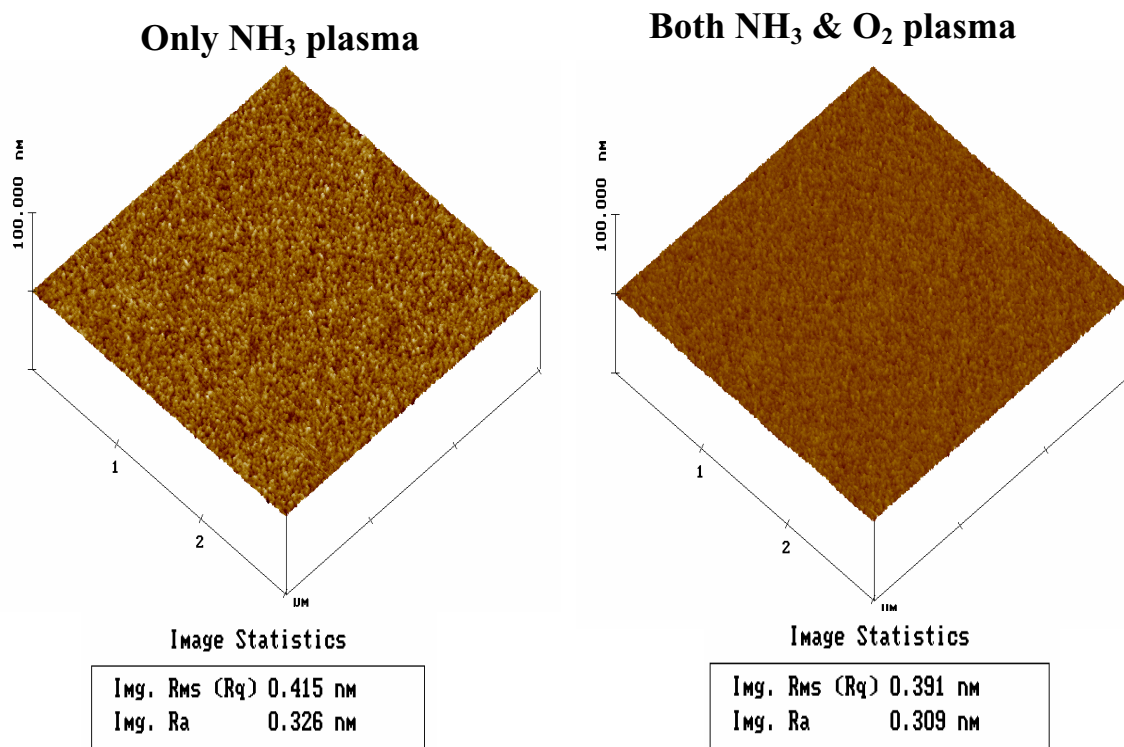 Only NH₃ plasma
100.000 nM
1
2
µM
Image Statistics
Img. Rms (Rq) 0.415 nM
Img. Ra 0.326 nM
Both NH₃ & O₂ plasma
100.000 nM
1
2
µM
Image Statistics
Img. Rms (Rq) 0.391 nM
Img. Ra 0.309 nM